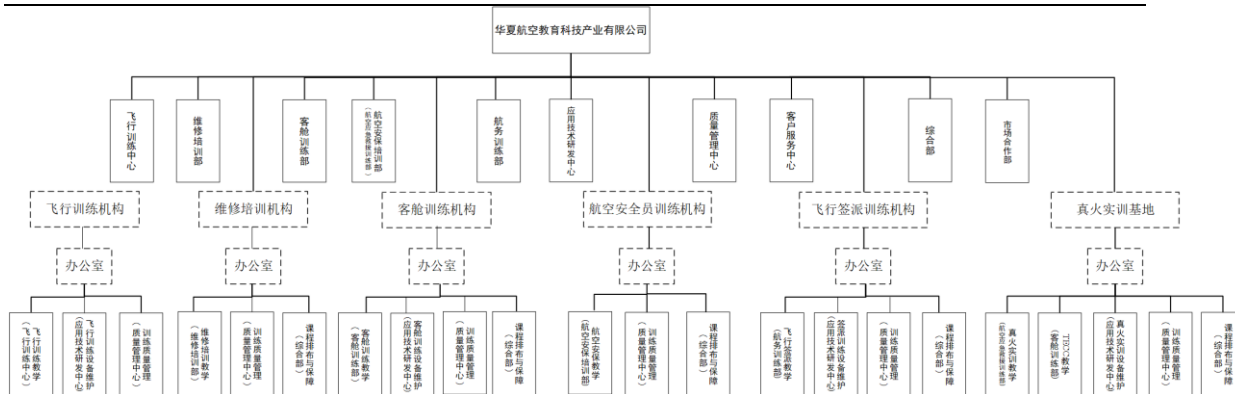 华夏航空教育科技产业有限公司
飞行训练中心
维修培训部
客舱训练部
航空安保培训部
（航空应急救援训练部）
航务训练部
应用技术研发中心
质量管理中心
客户服务中心
综合部
市场合作部
飞行训练机构
维修培训机构
客舱训练机构
航空安全员训练机构
飞行签派训练机构
真火实训基地
办公室
办公室
办公室
办公室
办公室
办公室
飞行训练教学
（飞行训练中心）
飞行训练设备维护
（应用技术研发中心）
训练质量管理
（质量管理中心）
维修培训教学
（维修培训部）
训练质量管理
（质量管理中心）
课程排布与保障
（综合部）
客舱训练教学
（客舱训练部）
客舱训练设备维护
（应用技术研发中心）
训练质量管理
（质量管理中心）
课程排布与保障
（综合部）
航空安保教学
（航空安保培训部）
训练质量管理
（质量管理中心）
课程排布与保障
（综合部）
飞行签派教学
（航务训练部）
签派训练设备维护
（应用技术研发中心）
训练质量管理
（质量管理中心）
课程排布与保障
（综合部）
真火实训教学
（航空应急救援训练部）
教学
（客舱训练部）
真火实训设备维护
（应用技术研发中心）
训练质量管理
（质量管理中心）
课程排布与保障
（综合部）